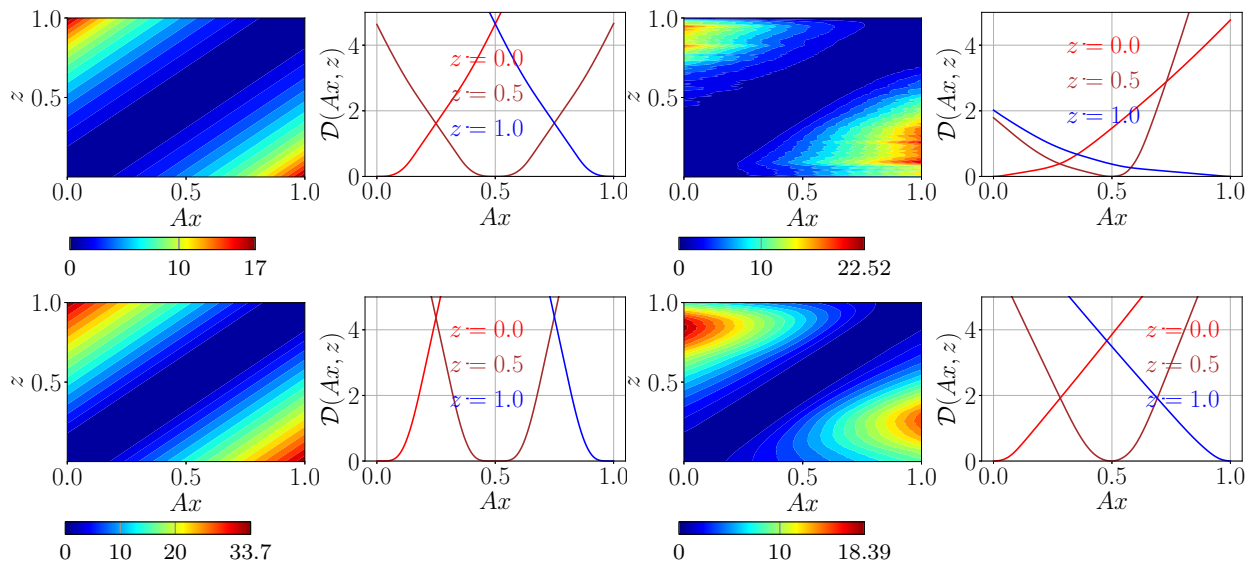 1.0
z
0.5
0.0 0.5 1.0
Ax
0 10 17
4
2
0
D(Ax, z)
z = 0.0
z = 0.5
z = 1.0
0.0 0.5 1.0
Ax
1.0
z
0.5
0.0 0.5 1.0
Ax
0 10 22.52
4
2
0
D(Ax, z)
z = 0.0
z = 0.5
z = 1.0
0.0 0.5 1.0
Ax
1.0
z
0.5
0.0 0.5 1.0
Ax
0 10 20 33.7
4
2
0
D(Ax, z)
z = 0.0
z = 0.5
z = 1.0
0.0 0.5 1.0
Ax
1.0
z
0.5
0.0 0.5 1.0
Ax
0 10 18.39
4
2
0
D(Ax, z)
z = 0.0
z = 0.5
z = 1.0
0.0 0.5 1.0
Ax